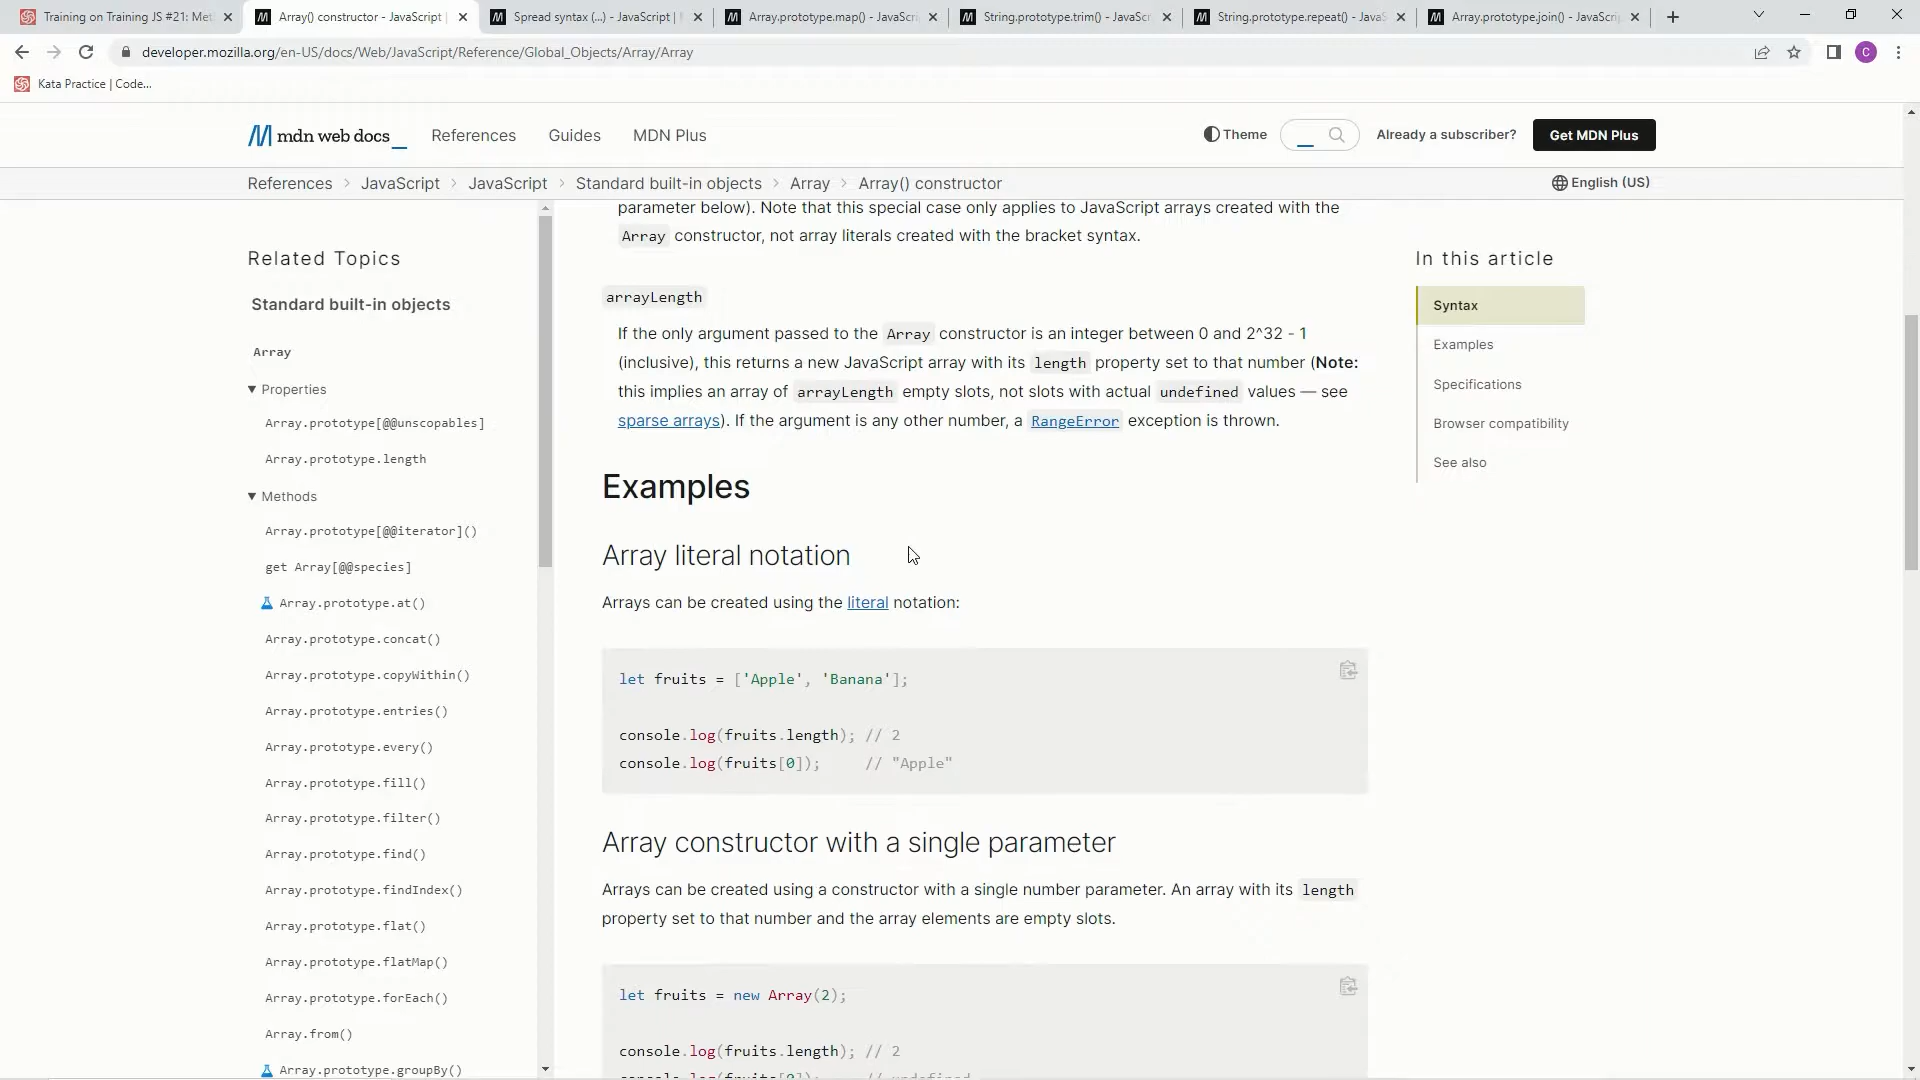 Training on Training JS #21: Met
Array() constructor - JavaScript |
Spread syntax (...) - JavaScript |
Array.prototype.map() - JavaScri
String.prototype.trim() - JavaScr
String.prototype.repeat() - JavaS
Array.prototype.join() - JavaScri
developer.mozilla.org/en-US/docs/Web/JavaScript/Reference/Global_Objects/Array/Array
C
Kata Practice | Code...
mdn web docs_
References
Guides
MDN Plus
Theme
Already a subscriber?
Get MDN Plus
References > JavaScript > JavaScript > Standard built-in objects > Array > Array() constructor
English (US)
Related Topics
Standard built-in objects
Array
Properties
Array.prototype[@@unscopables]
Array.prototype.length
Methods
Array.prototype[@@iterator]()
get Array[@@species]
Array.prototype.at()
Array.prototype.concat()
Array.prototype.copyWithin()
Array.prototype.entries()
Array.prototype.every()
Array.prototype.fill()
Array.prototype.filter()
Array.prototype.find()
Array.prototype.findIndex()
Array.prototype.flat()
Array.prototype.flatMap()
Array.prototype.forEach()
Array.from()
Array.prototype.groupBy()
parameter below). Note that this special case only applies to JavaScript arrays created with the
Array constructor, not array literals created with the bracket syntax.
arrayLength
If the only argument passed to the Array constructor is an integer between 0 and 2^32 - 1
(inclusive), this returns a new JavaScript array with its length property set to that number (Note:
this implies an array of arrayLength empty slots, not slots with actual undefined values — see
sparse arrays). If the argument is any other number, a RangeError exception is thrown.
Examples
Array literal notation
Arrays can be created using the literal notation:
let fruits = ['Apple', 'Banana'];
console.log(fruits.length); // 2
console.log(fruits[0]);     // "Apple"
Array constructor with a single parameter
Arrays can be created using a constructor with a single number parameter. An array with its length
property set to that number and the array elements are empty slots.
let fruits = new Array(2);
console.log(fruits.length); // 2
console.log(fruits[0]);     // undefined
In this article
Syntax
Examples
Specifications
Browser compatibility
See also